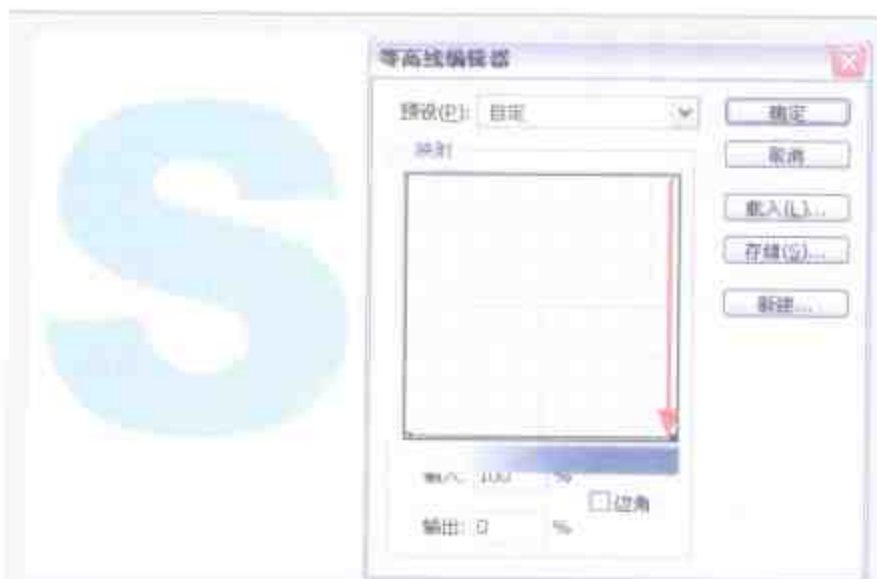 S
等高线编辑器
预设(P): 自定
确定
映射
取消
载入(L)...
存储(S)...
新建...
输入: 100 %
边角
输出: 0 %